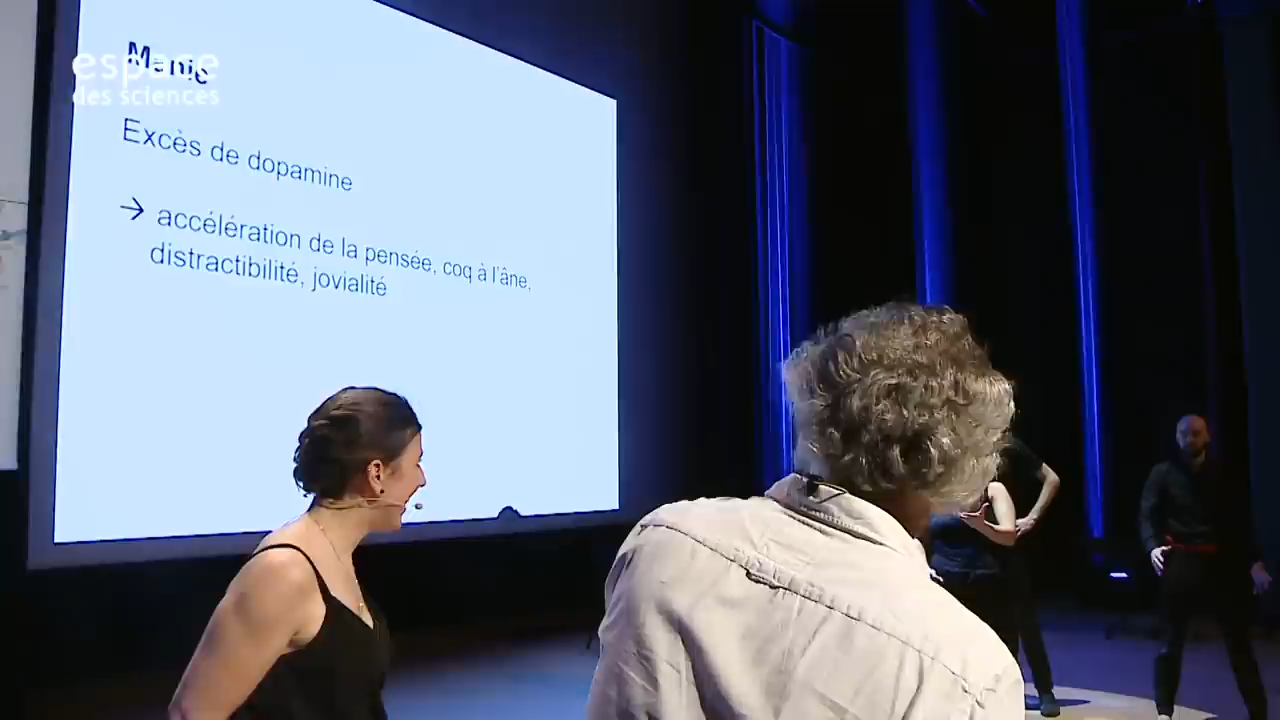 Manie
espace
des sciences
Excès de dopamine
→ accélération de la pensée, coq à l'âne,
distractibilité, jovialité